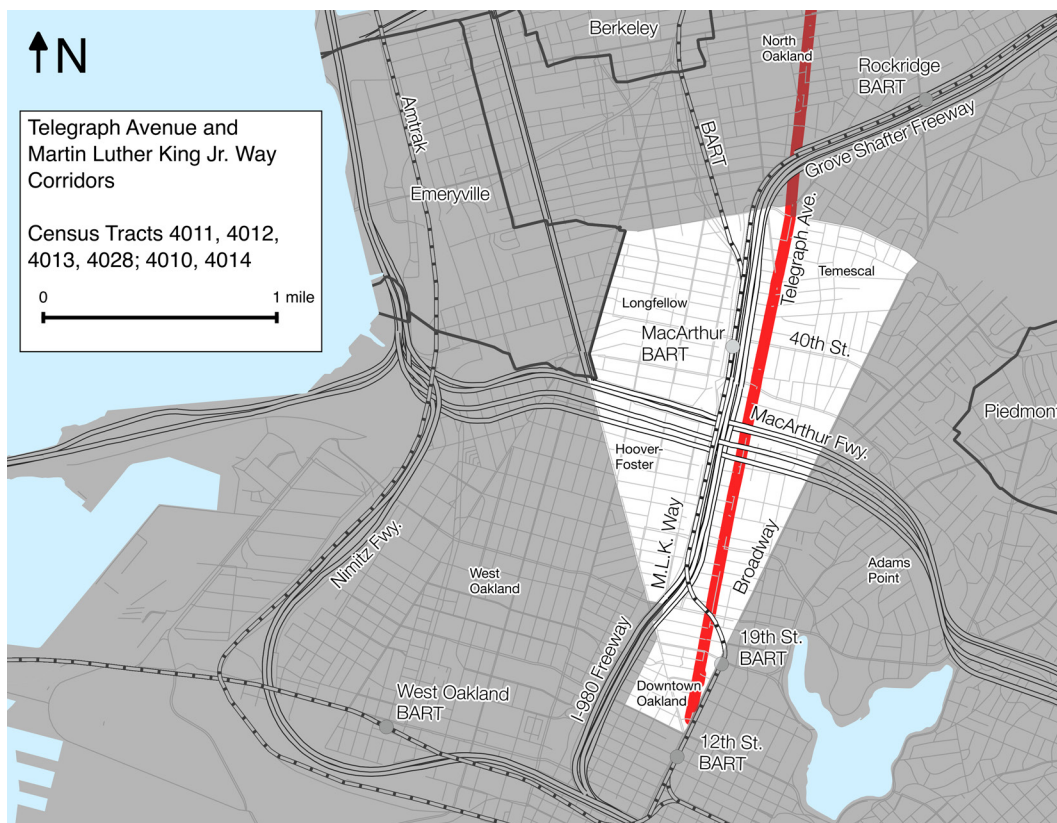 N
Telegraph Avenue and
Martin Luther King Jr. Way
Corridors
Census Tracts 4011, 4012,
4013, 4028; 4010, 4014
0
1 mile
Berkeley
North
Oakland
Rockridge
BART
Amtrak
BART
Grove Shafter Freeway
Emeryville
Telegraph Ave.
Temescal
Longfellow
MacArthur
BART
40th St.
Piedmont
MacArthur Fwy.
Hoover-
Foster
M.L.K. Way
Broadway
Nimitz Fwy.
West
Oakland
Adams
Point
I-980 Freeway
19th St.
BART
Downtown
Oakland
West Oakland
BART
12th St.
BART